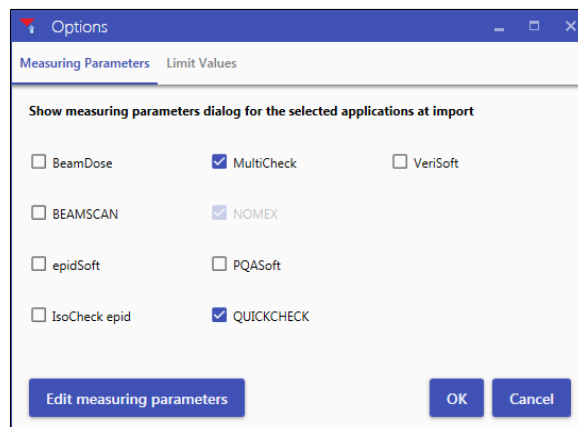 Options
Measuring Parameters Limit Values
Show measuring parameters dialog for the selected applications at import
BeamDose MultiCheck VeriSoft
BEAMSCAN NOMEX
epidSoft PQASoft
IsoCheck epid QUICKCHECK
Edit measuring parameters OK Cancel